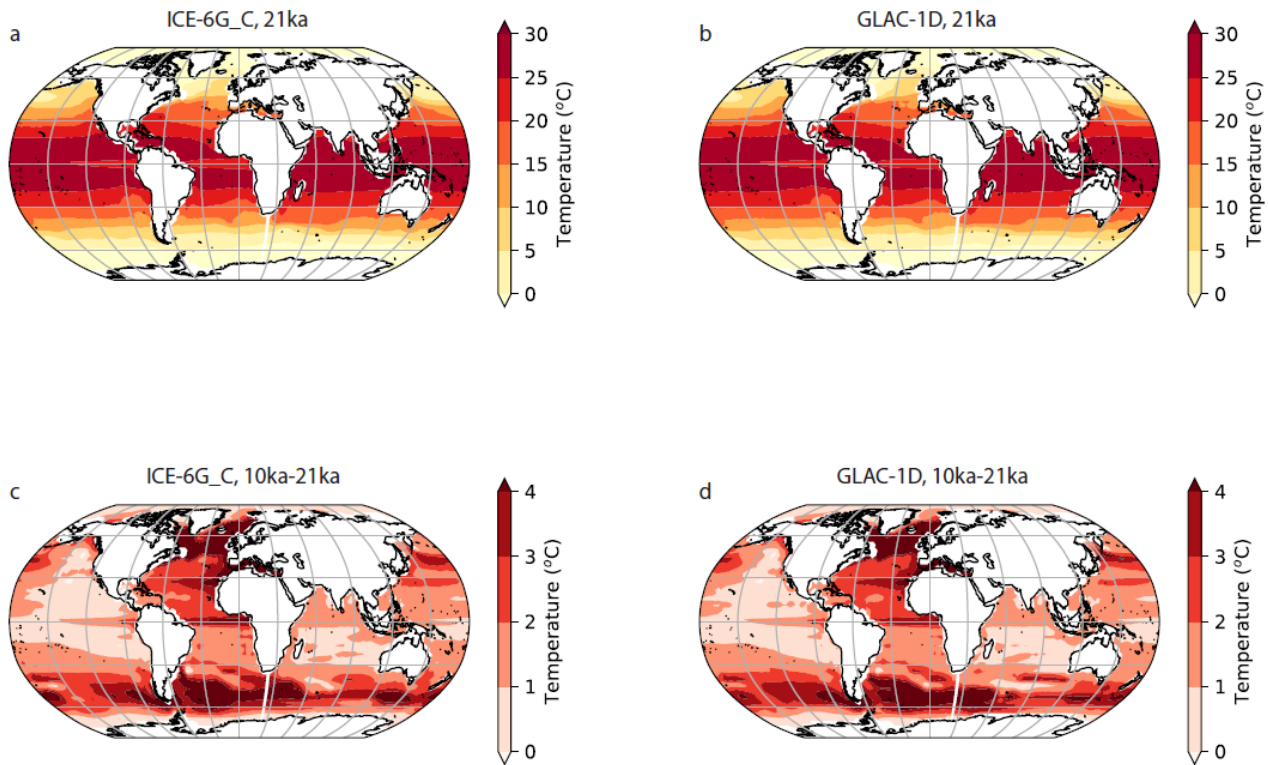 a
ICE-6G_C, 21ka
30
25
20
15
10
5
0
Temperature (°C)
b
GLAC-1D, 21ka
30
25
20
15
10
5
0
Temperature (°C)
c
ICE-6G_C, 10ka-21ka
4
3
2
1
0
Temperature (°C)
d
GLAC-1D, 10ka-21ka
4
3
2
1
0
Temperature (°C)